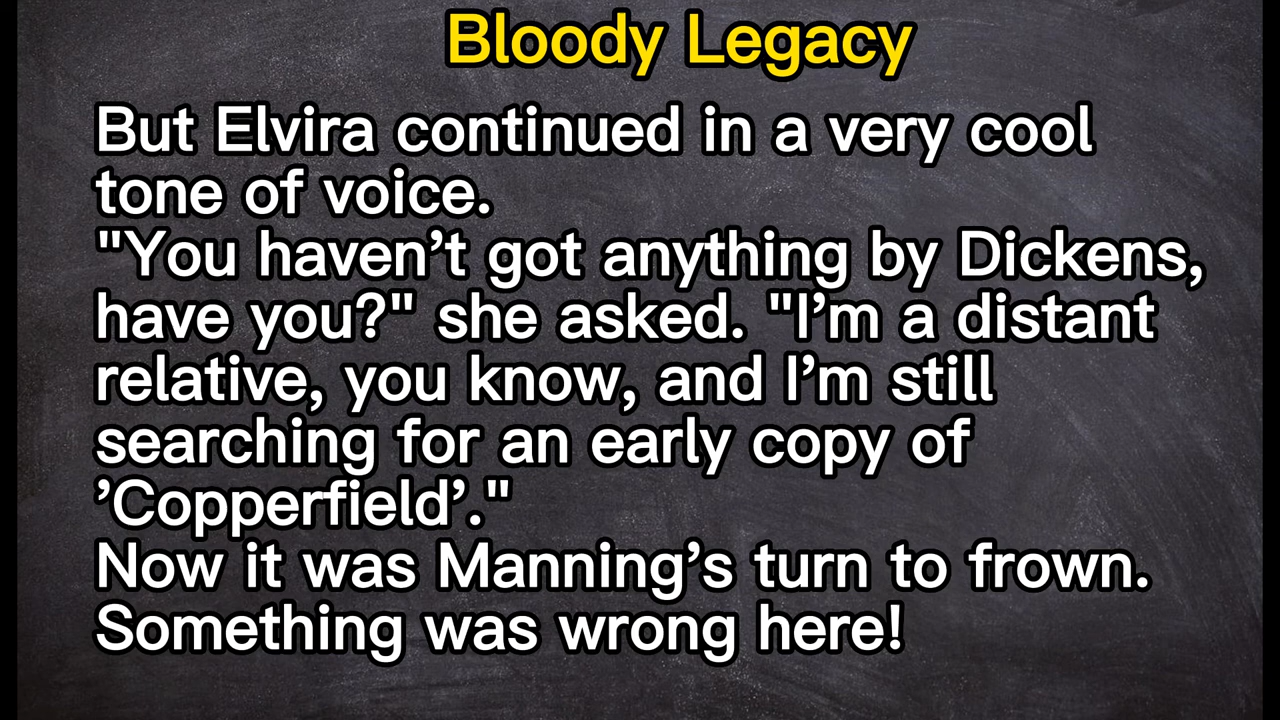 Bloody Legacy
But Elvira continued in a very cool
tone of voice.
"You haven’t got anything by Dickens,
have you?" she asked. "I’m a distant
relative, you know, and I’m still
searching for an early copy of
’Copperfield’."
Now it was Manning’s turn to frown.
Something was wrong here!